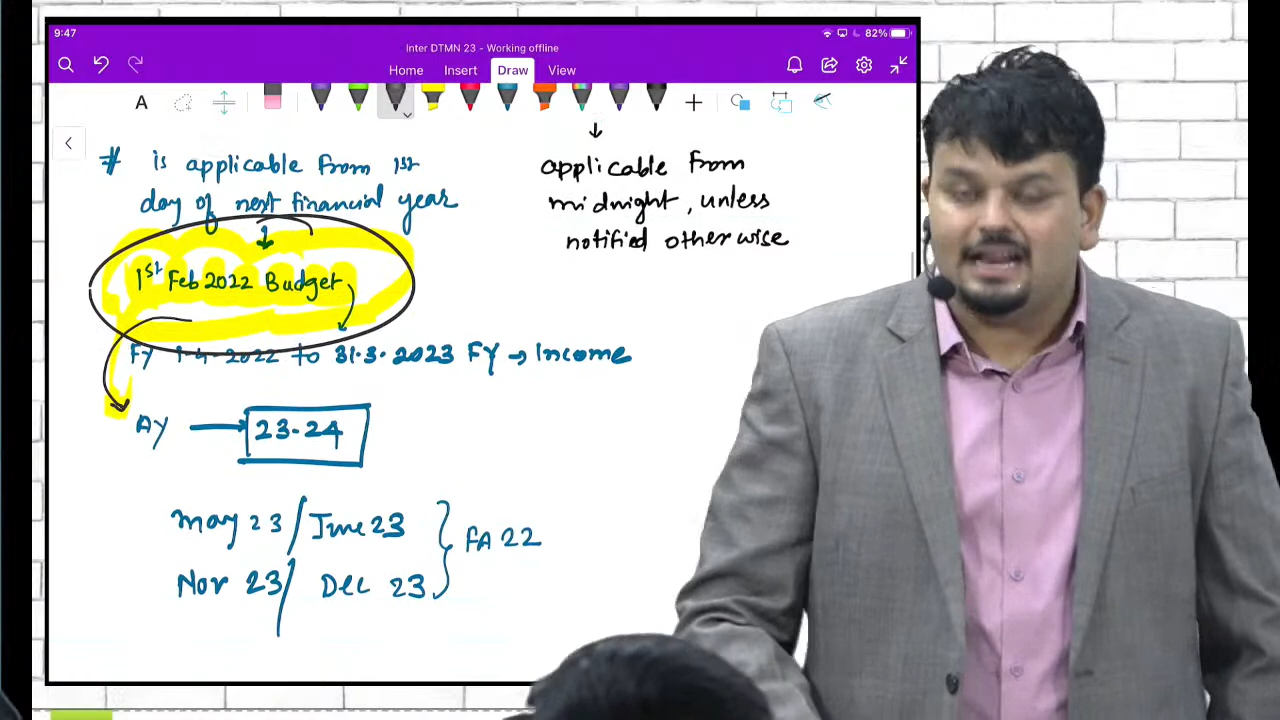 9:47
82%
Inter DTMN 23 - Working offline
Home Insert Draw View
A
# is applicable from 1st
day of next financial year
1st Feb 2022 Budget
FY 1.4.2022 to 31.3.2023 FY → Income
AY → 23-24
May 23 / June 23
Nov 23 / Dec 23
} FA 22
↓
applicable from
midnight, unless
notified otherwise